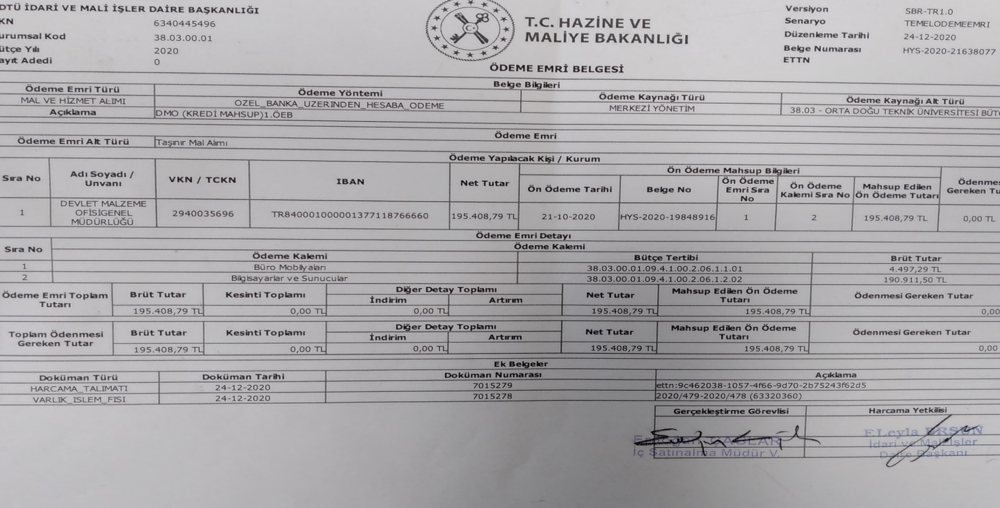 DTÜ İDARİ VE MALİ İŞLER DAİRE BAŞKANLIĞI
KN 6340445496
urumsal Kod 38.03.00.01
ütçe Yılı 2020
ayıt Adedi 0
T.C. HAZİNE VE
MALİYE BAKANLIĞI
ÖDEME EMRİ BELGESİ
Versiyon SBR-TR1.0
Senaryo TEMELODEMEEMRI
Düzenleme Tarihi 24-12-2020
Belge Numarası HYS-2020-21638077
ETTN
Belge Bilgileri
Ödeme Emri Türü Ödeme Yöntemi Ödeme Kaynağı Türü Ödeme Kaynağı Alt Türü
MAL VE HİZMET ALIMI OZEL_BANKA_UZERINDEN_HESABA_ODEME MERKEZİ YÖNETİM 38.03 - ORTA DOĞU TEKNİK ÜNİVERSİTESİ BÜTÇ
Açıklama DMO (KREDİ MAHSUP)1.ÖEB
Ödeme Emri
Ödeme Emri Alt Türü Taşınır Mal Alımı
Ödeme Yapılacak Kişi / Kurum
Sıra No Adı Soyadı / Unvanı VKN / TCKN IBAN Net Tutar Ön Ödeme Mahsup Bilgileri Ödenmes Gereken Tu
Ön Ödeme Tarihi Belge No Ön Ödeme Emri Sıra No Ön Ödeme Kalemi Sıra No Mahsup Edilen Ön Ödeme Tutarı
1 DEVLET MALZEME OFİSİGENEL MÜDÜRLÜĞÜ 2940035696 TR840001000001377118766660 195.408,79 TL 21-10-2020 HYS-2020-19848916 1 2 195.408,79 TL 0,00 TL
Ödeme Emri Detayı
Sıra No Ödeme Kalemi
Ödeme Kalemi Bütçe Tertibi Brüt Tutar
1 Büro Mobilyaları 38.03.00.01.09.4.1.00.2.06.1.1.01 4.497,29 TL
2 Bilgisayarlar ve Sunucular 38.03.00.01.09.4.1.00.2.06.1.2.02 190.911,50 TL
Ödeme Emri Toplam Tutarı Brüt Tutar Kesinti Toplamı Diğer Detay Toplamı Net Tutar Mahsup Edilen Ön Ödeme Tutarı Ödenmesi Gereken Tutar
İndirim Artırım
195.408,79 TL 0,00 TL 0,00 TL 195.408,79 TL 195.408,79 TL 0,00
Toplam Ödenmesi Gereken Tutar Brüt Tutar Kesinti Toplamı Diğer Detay Toplamı Net Tutar Mahsup Edilen Ön Ödeme Tutarı Ödenmesi Gereken Tutar
İndirim Artırım
195.408,79 TL 0,00 TL 0,00 TL 195.408,79 TL 195.408,79 TL 0,00
Ek Belgeler
Doküman Türü Doküman Tarihi Doküman Numarası Açıklama
HARCAMA_TALIMATI 24-12-2020 7015279 ettn:9c462038-1057-4f66-9d70-2b75243f62d5
VARLIK_ISLEM_FISI 24-12-2020 7015278 2020/479-2020/478 (63320360)
Gerçekleştirme Görevlisi Harcama Yetkilisi
ÇAĞLAR
İç Satınalma Müdür V.
F.Leyla ERSUN
İdari ve Mali İşler
Daire Başkanı